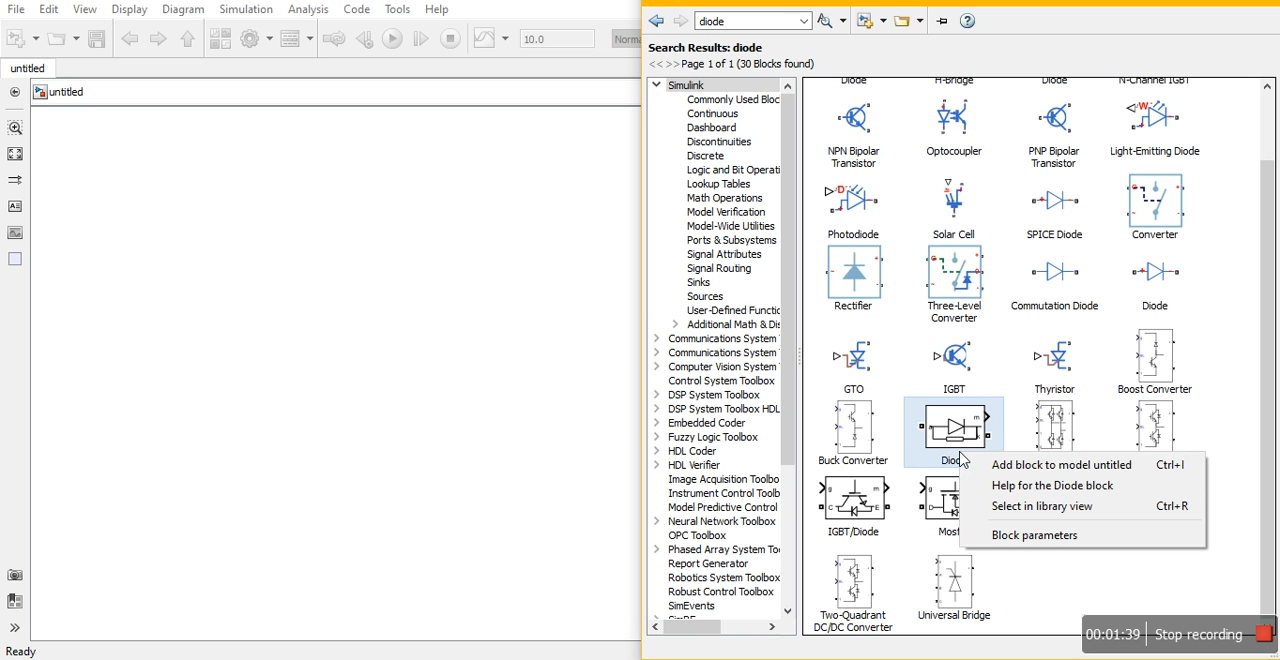 File Edit View Display Diagram Simulation Analysis Code Tools Help
10.0 Norma
untitled
untitled
Ready
diode
Search Results: diode
<< >> Page 1 of 1 (30 Blocks found)
Simulink
Commonly Used Bloc
Continuous
Dashboard
Discontinuities
Discrete
Logic and Bit Operati
Lookup Tables
Math Operations
Model Verification
Model-Wide Utilities
Ports & Subsystems
Signal Attributes
Signal Routing
Sinks
Sources
User-Defined Functio
Additional Math & Dis
Communications System
Communications System
Computer Vision System
Control System Toolbox
DSP System Toolbox
DSP System Toolbox HDL
Embedded Coder
Fuzzy Logic Toolbox
HDL Coder
HDL Verifier
Image Acquisition Toolb
Instrument Control Toolb
Model Predictive Control
Neural Network Toolbox
OPC Toolbox
Phased Array System To
Report Generator
Robotics System Toolbox
Robust Control Toolbox
SimEvents
Diode H-Bridge Diode N-Channel IGBT
NPN Bipolar Transistor
Optocoupler
PNP Bipolar Transistor
Light-Emitting Diode
Photodiode Solar Cell SPICE Diode Converter
Rectifier
Three-Level Converter
Commutation Diode
Diode
GTO IGBT Thyristor Boost Converter
Buck Converter Diod
IGBT/Diode Mosf
Two-Quadrant DC/DC Converter
Universal Bridge
Add block to model untitled Ctrl+I
Help for the Diode block
Select in library view Ctrl+R
Block parameters
00:01:39 Stop recording